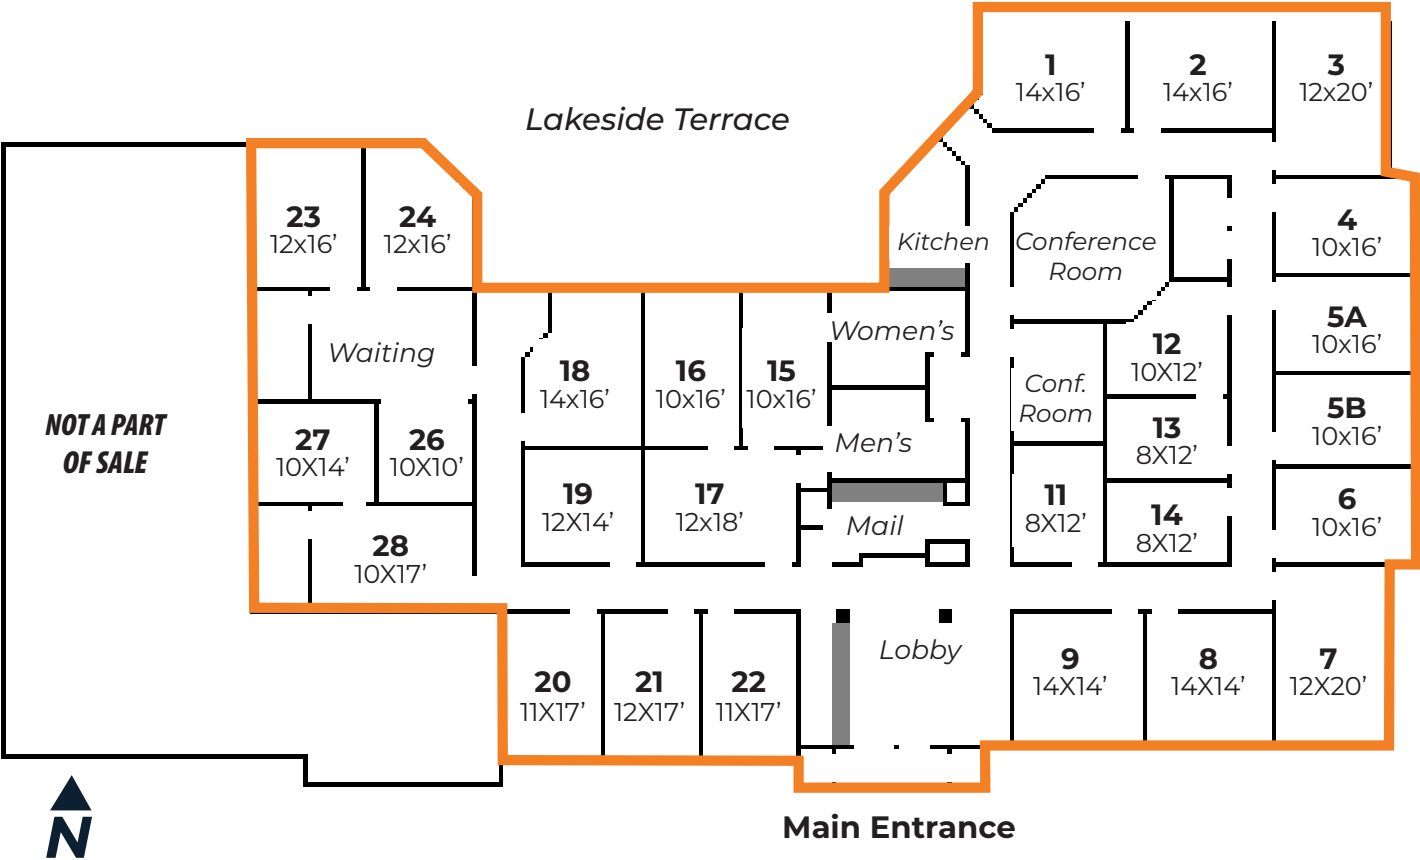 1
14x16’
2
14x16’
3
12x20’
Lakeside Terrace
23
12x16’
24
12x16’
4
10x16’
Kitchen
Conference
Room
5A
10x16’
Women’s
Waiting
12
10X12’
18
14x16’
16
10x16’
15
10x16’
Conf.
Room
5B
10x16’
NOT A PART
OF SALE
27
10X14’
26
10X10’
Men’s
13
8X12’
19
12X14’
17
12x18’
11
8X12’
6
10x16’
Mail
14
8X12’
28
10X17’
Lobby
9
14X14’
8
14X14’
7
12X20’
20
11X17’
21
12X17’
22
11X17’
N
Main Entrance